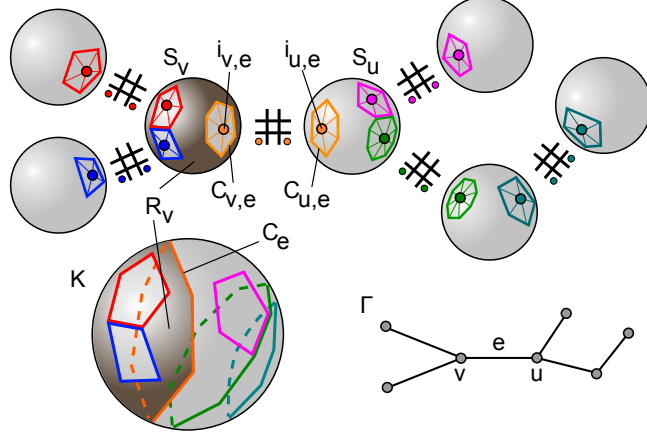 i_{v,e}
i_{u,e}
S_v
S_u
#
#
#
#
#
#
C_{v,e}
C_{u,e}
R_v
C_e
K
Γ
e
v
u